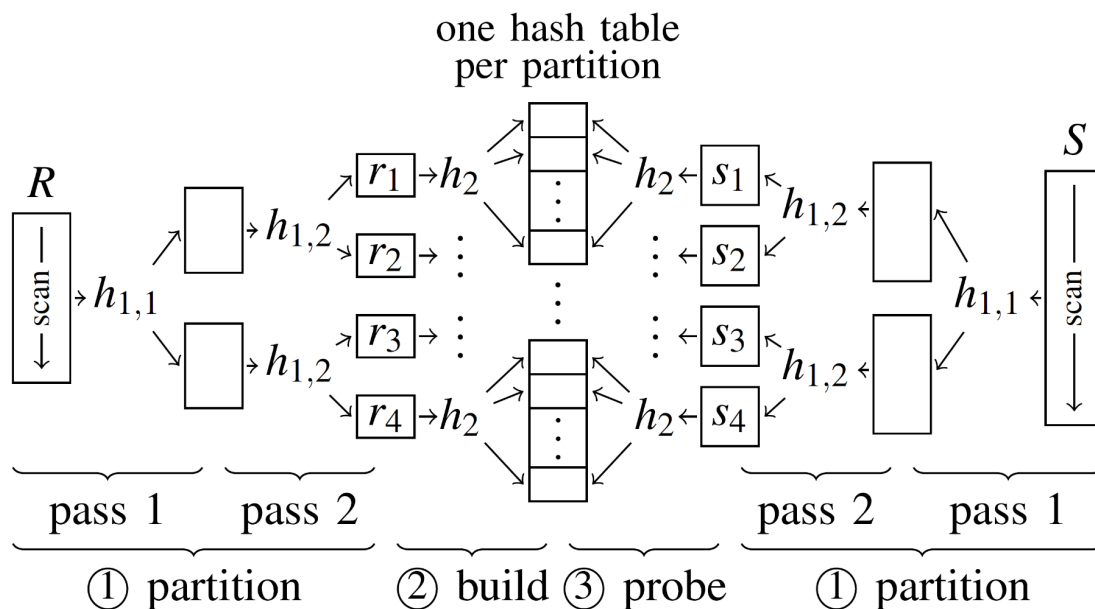 one hash table
per partition
R
S
scan
h1,1
h1,2
h1,2
r1
r2
r3
r4
h2
h2
⋮
⋮
⋮
⋮
⋮
⋮
⋮
⋮
h2
h2
s1
s2
s3
s4
h1,2
h1,2
h1,1
scan
pass 1
pass 2
pass 2
pass 1
① partition
② build
③ probe
① partition